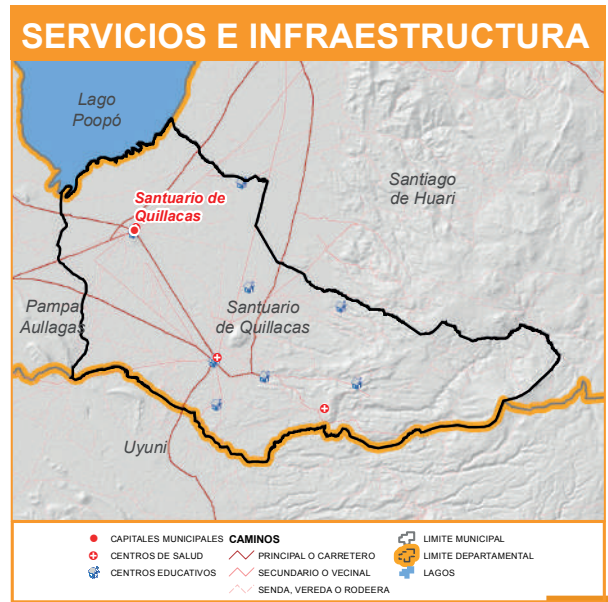 SERVICIOS E INFRAESTRUCTURA
Lago
Poopó
Santuario de
Quillacas
Santiago
de Huari
Pampa
Aullagas
Santuario
de Quillacas
Uyuni
CAPITALES MUNICIPALES
CENTROS DE SALUD
CENTROS EDUCATIVOS
CAMINOS
PRINCIPAL O CARRETERO
SECUNDARIO O VECINAL
SENDA, VEREDA O RODEERA
LIMITE MUNICIPAL
LIMITE DEPARTAMENTAL
LAGOS